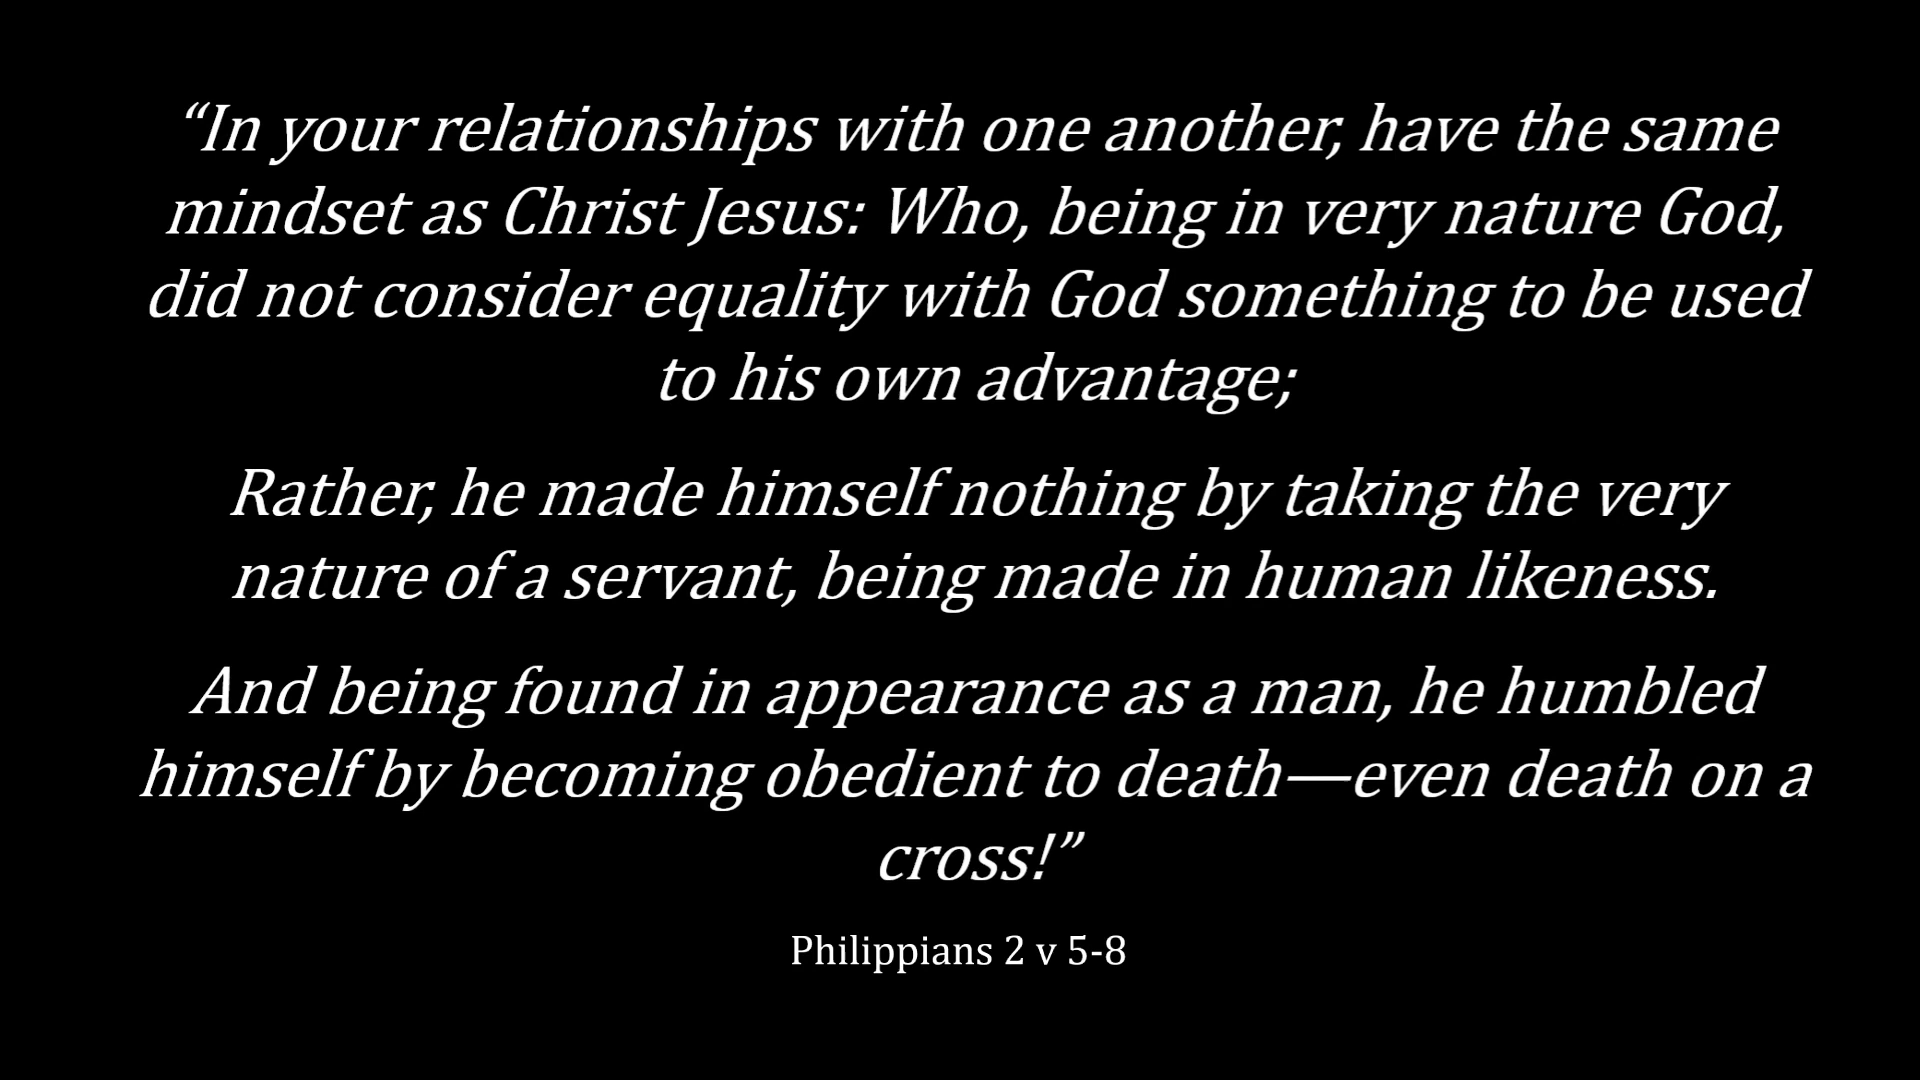 “In your relationships with one another, have the same
mindset as Christ Jesus: Who, being in very nature God,
did not consider equality with God something to be used
to his own advantage;
Rather, he made himself nothing by taking the very
nature of a servant, being made in human likeness.
And being found in appearance as a man, he humbled
himself by becoming obedient to death—even death on a
cross!”
Philippians 2 v 5-8